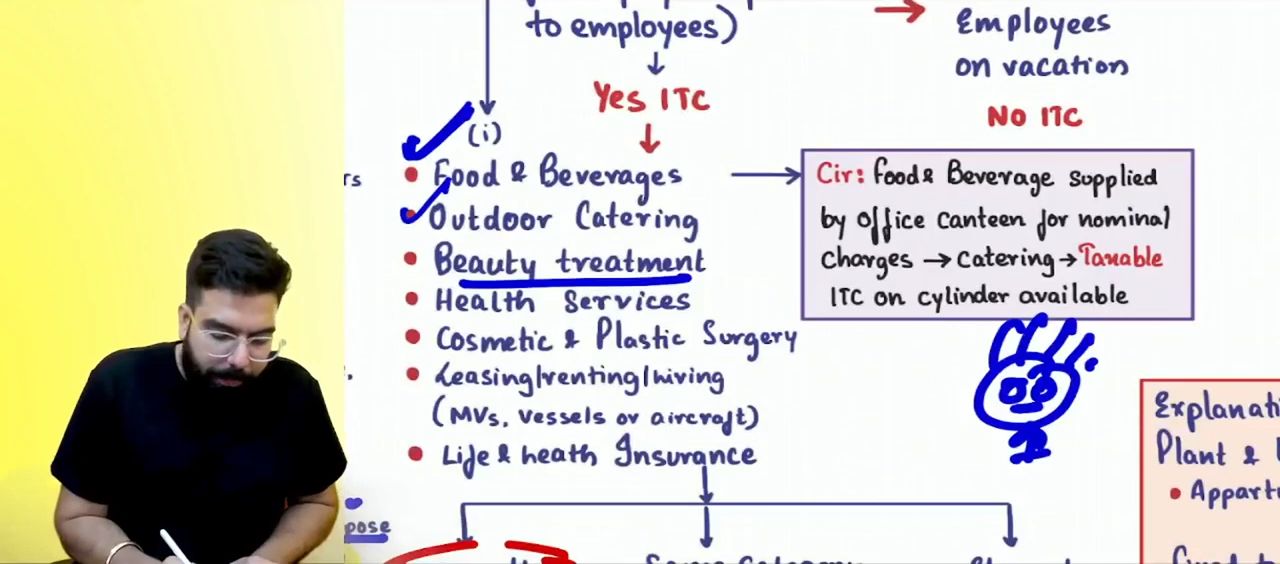 to employees)
Yes ITC
(i)
• Food & Beverages
• Outdoor Catering
• Beauty treatment
• Health Services
• Cosmetic & Plastic Surgery
• Leasing/renting/hiring
(MVs, vessels or aircraft)
• Life & heath Insurance
Employees
on vacation
No ITC
Cir: Food & Beverage supplied
by office canteen for nominal
charges → catering → Taxable
ITC on cylinder available
rs
pose
Explanati
Plant &
• Appart